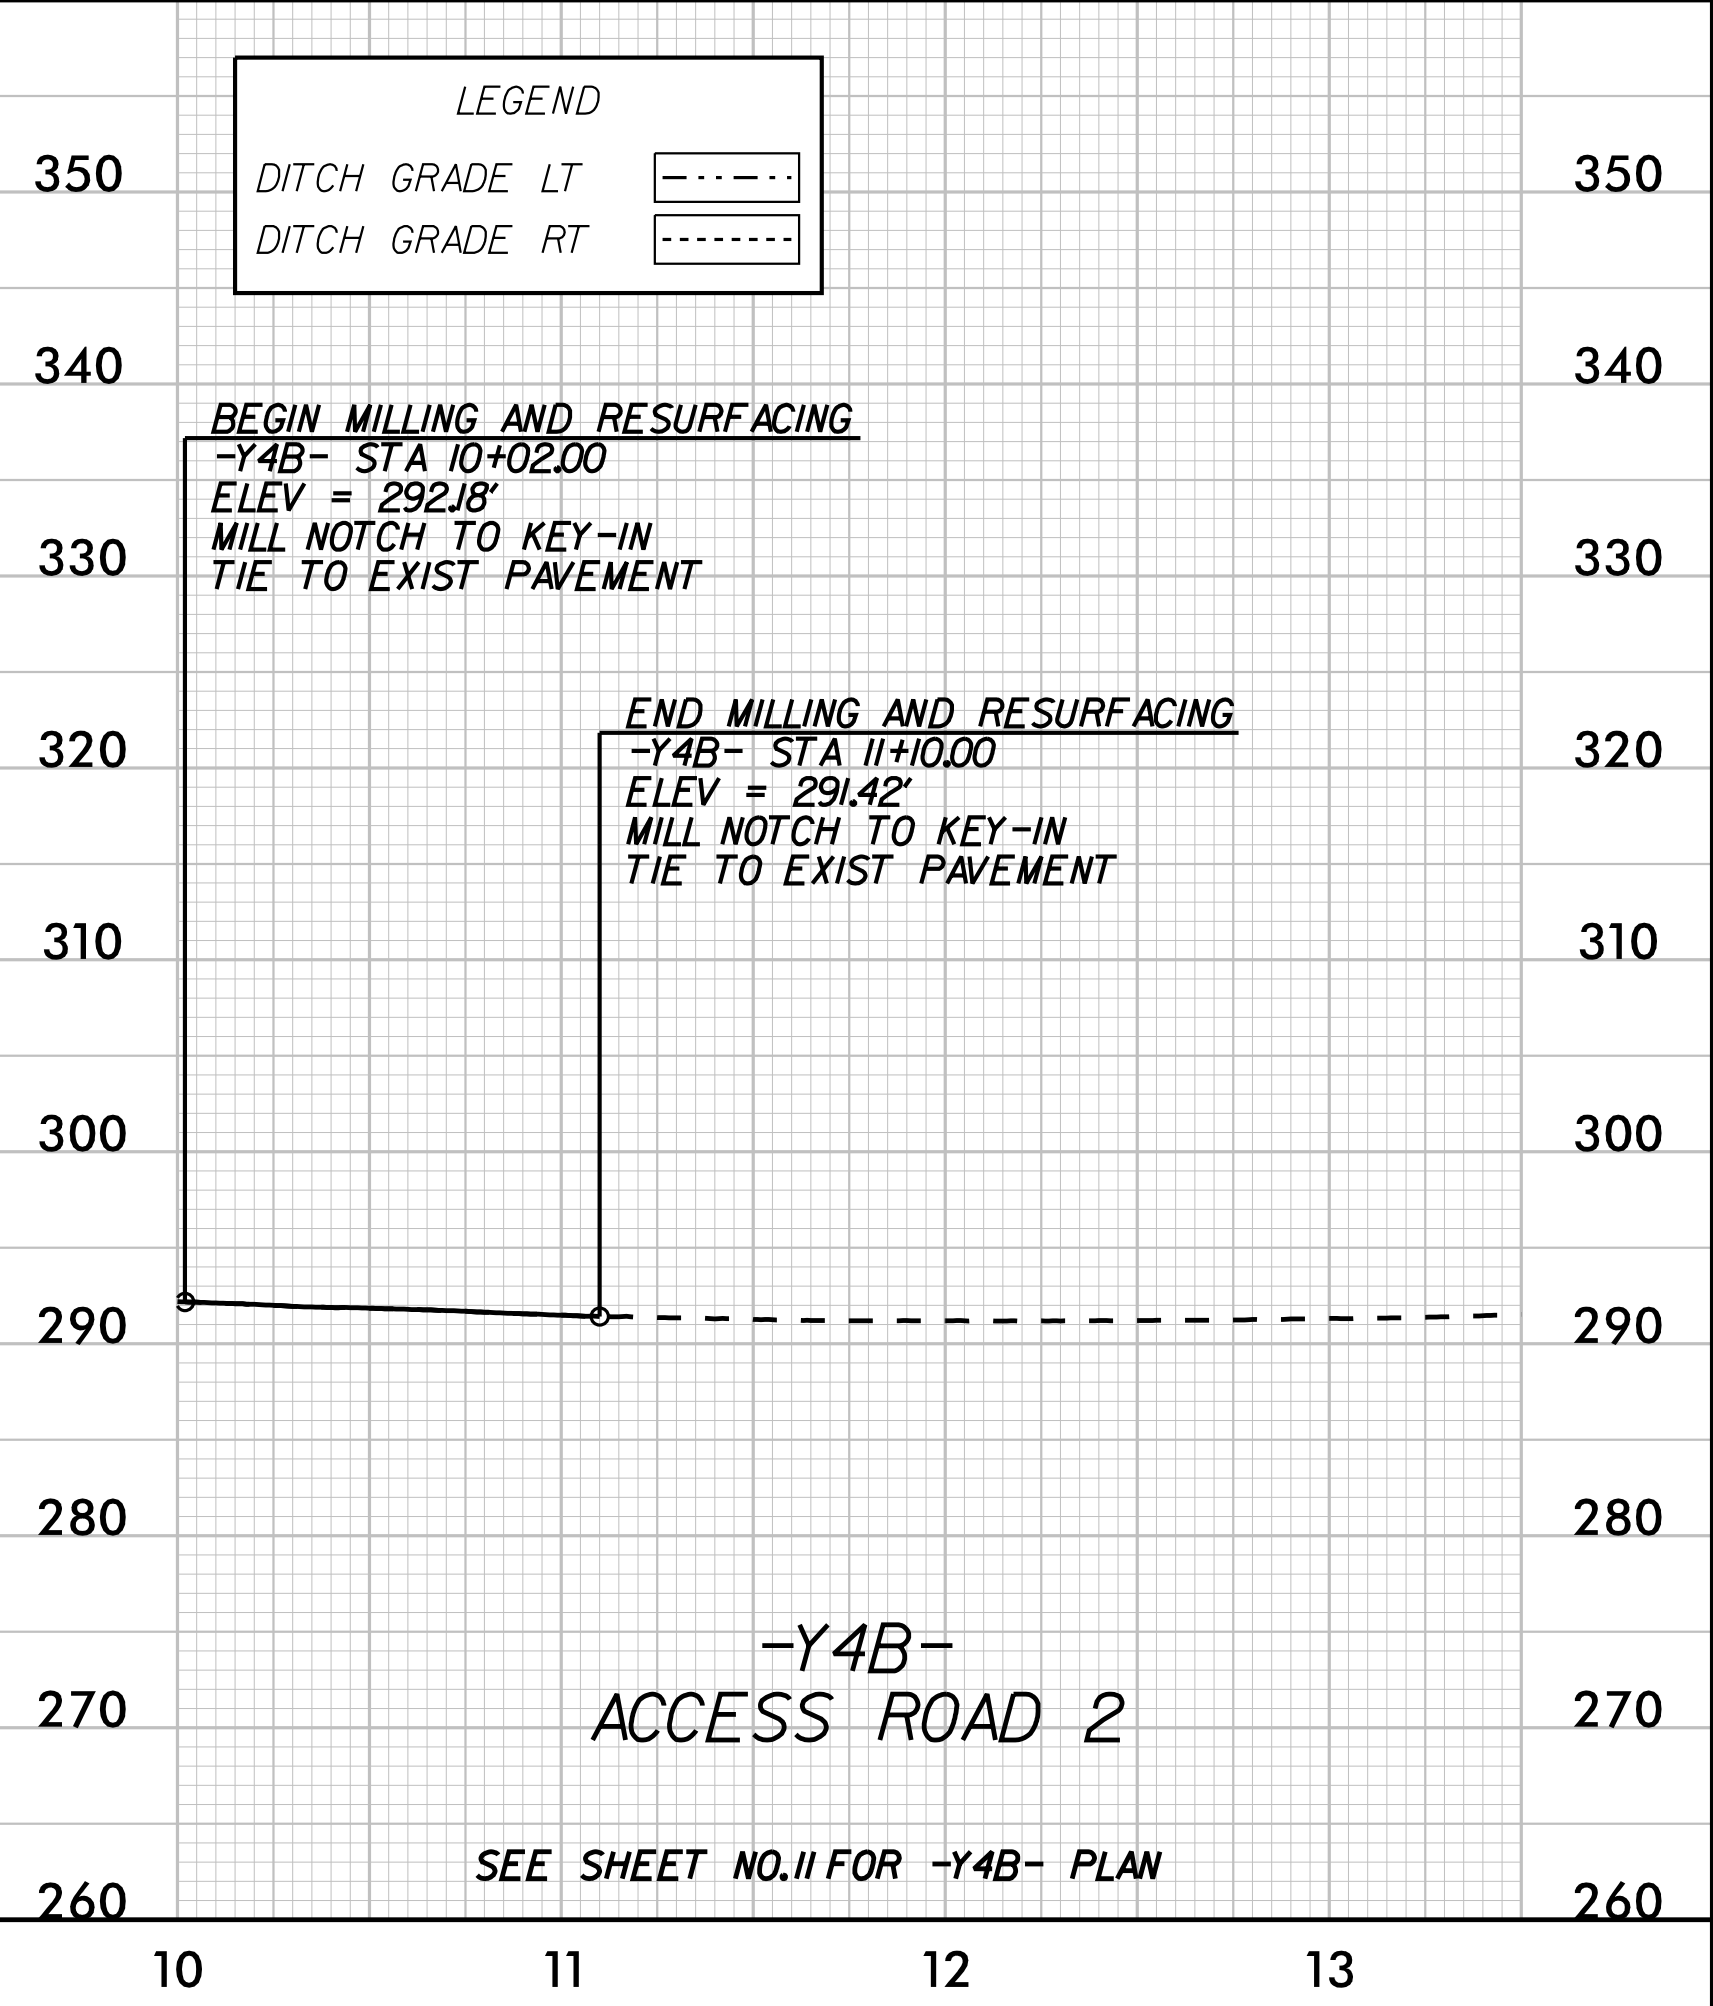 LEGEND
DITCH GRADE LT
DITCH GRADE RT
350 350
340 340
BEGIN MILLING AND RESURFACING
-Y4B- STA 10+02.00
ELEV = 292.18'
MILL NOTCH TO KEY-IN
TIE TO EXIST PAVEMENT
330 330
END MILLING AND RESURFACING
-Y4B- STA 11+10.00
ELEV = 291.42'
MILL NOTCH TO KEY-IN
TIE TO EXIST PAVEMENT
320 320
310 310
300 300
290 290
280 280
-Y4B-
ACCESS ROAD 2
270 270
SEE SHEET NO. 11 FOR -Y4B- PLAN
260 260
10 11 12 13